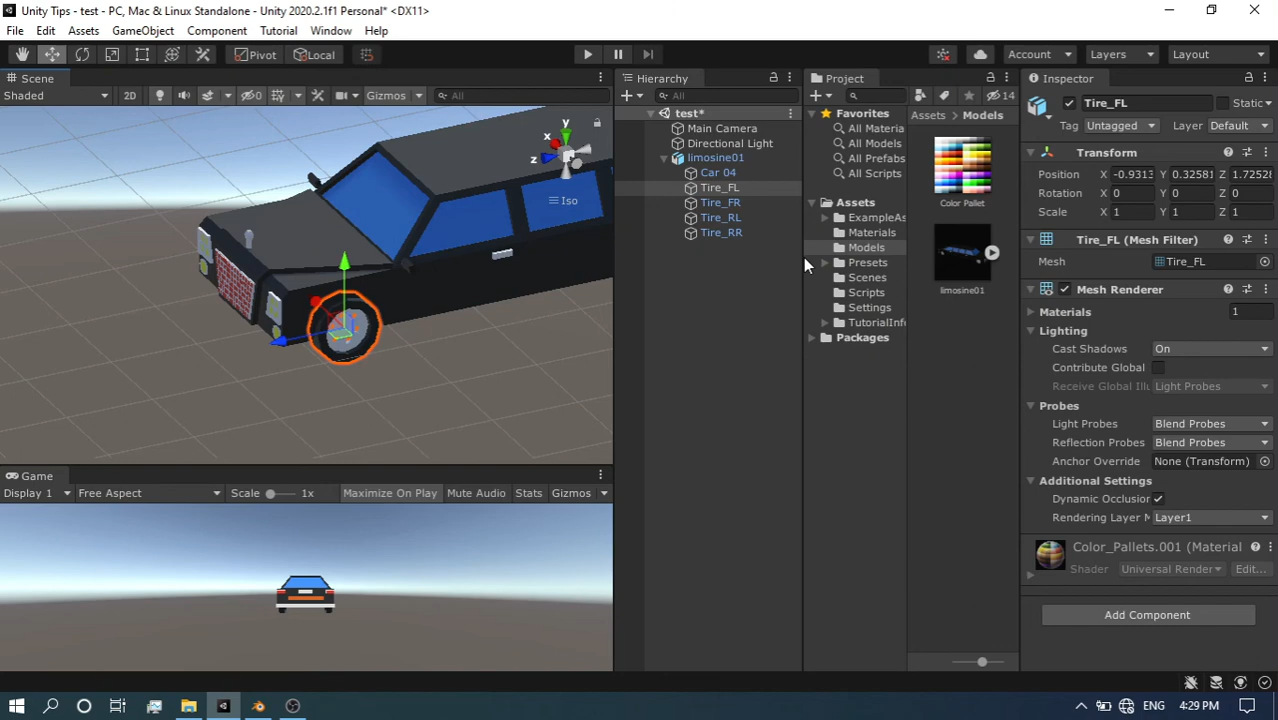 Unity Tips - test - PC, Mac & Linux Standalone - Unity 2020.2.1f1 Personal* <DX11>
File Edit Assets GameObject Component Tutorial Window Help
Pivot Local Account Layers Layout
Scene
Shaded 2D 0 Gizmos All
y
x
z
Iso
Game
Display 1 Free Aspect Scale 1x Maximize On Play Mute Audio Stats Gizmos
Hierarchy
All
test*
Main Camera
Directional Light
limosine01
Car 04
Tire_FL
Tire_FR
Tire_RL
Tire_RR
Project
14
Favorites
All Materia
All Models
All Prefabs
All Scripts
Assets
ExampleAs
Materials
Models
Presets
Scenes
Scripts
Settings
TutorialInfo
Packages
Assets Models
Color Pallet
limosine01
Inspector
Tire_FL Static
Tag Untagged Layer Default
Transform
Position X -0.9313 Y 0.32581 Z 1.72528
Rotation X 0 Y 0 Z 0
Scale X 1 Y 1 Z 1
Tire_FL (Mesh Filter)
Mesh Tire_FL
Mesh Renderer
Materials 1
Lighting
Cast Shadows On
Contribute Global
Receive Global Illu Light Probes
Probes
Light Probes Blend Probes
Reflection Probes Blend Probes
Anchor Override None (Transform)
Additional Settings
Dynamic Occlusion
Rendering Layer M Layer1
Color_Pallets.001 (Material
Shader Universal Render Edit...
Add Component
4:29 PM